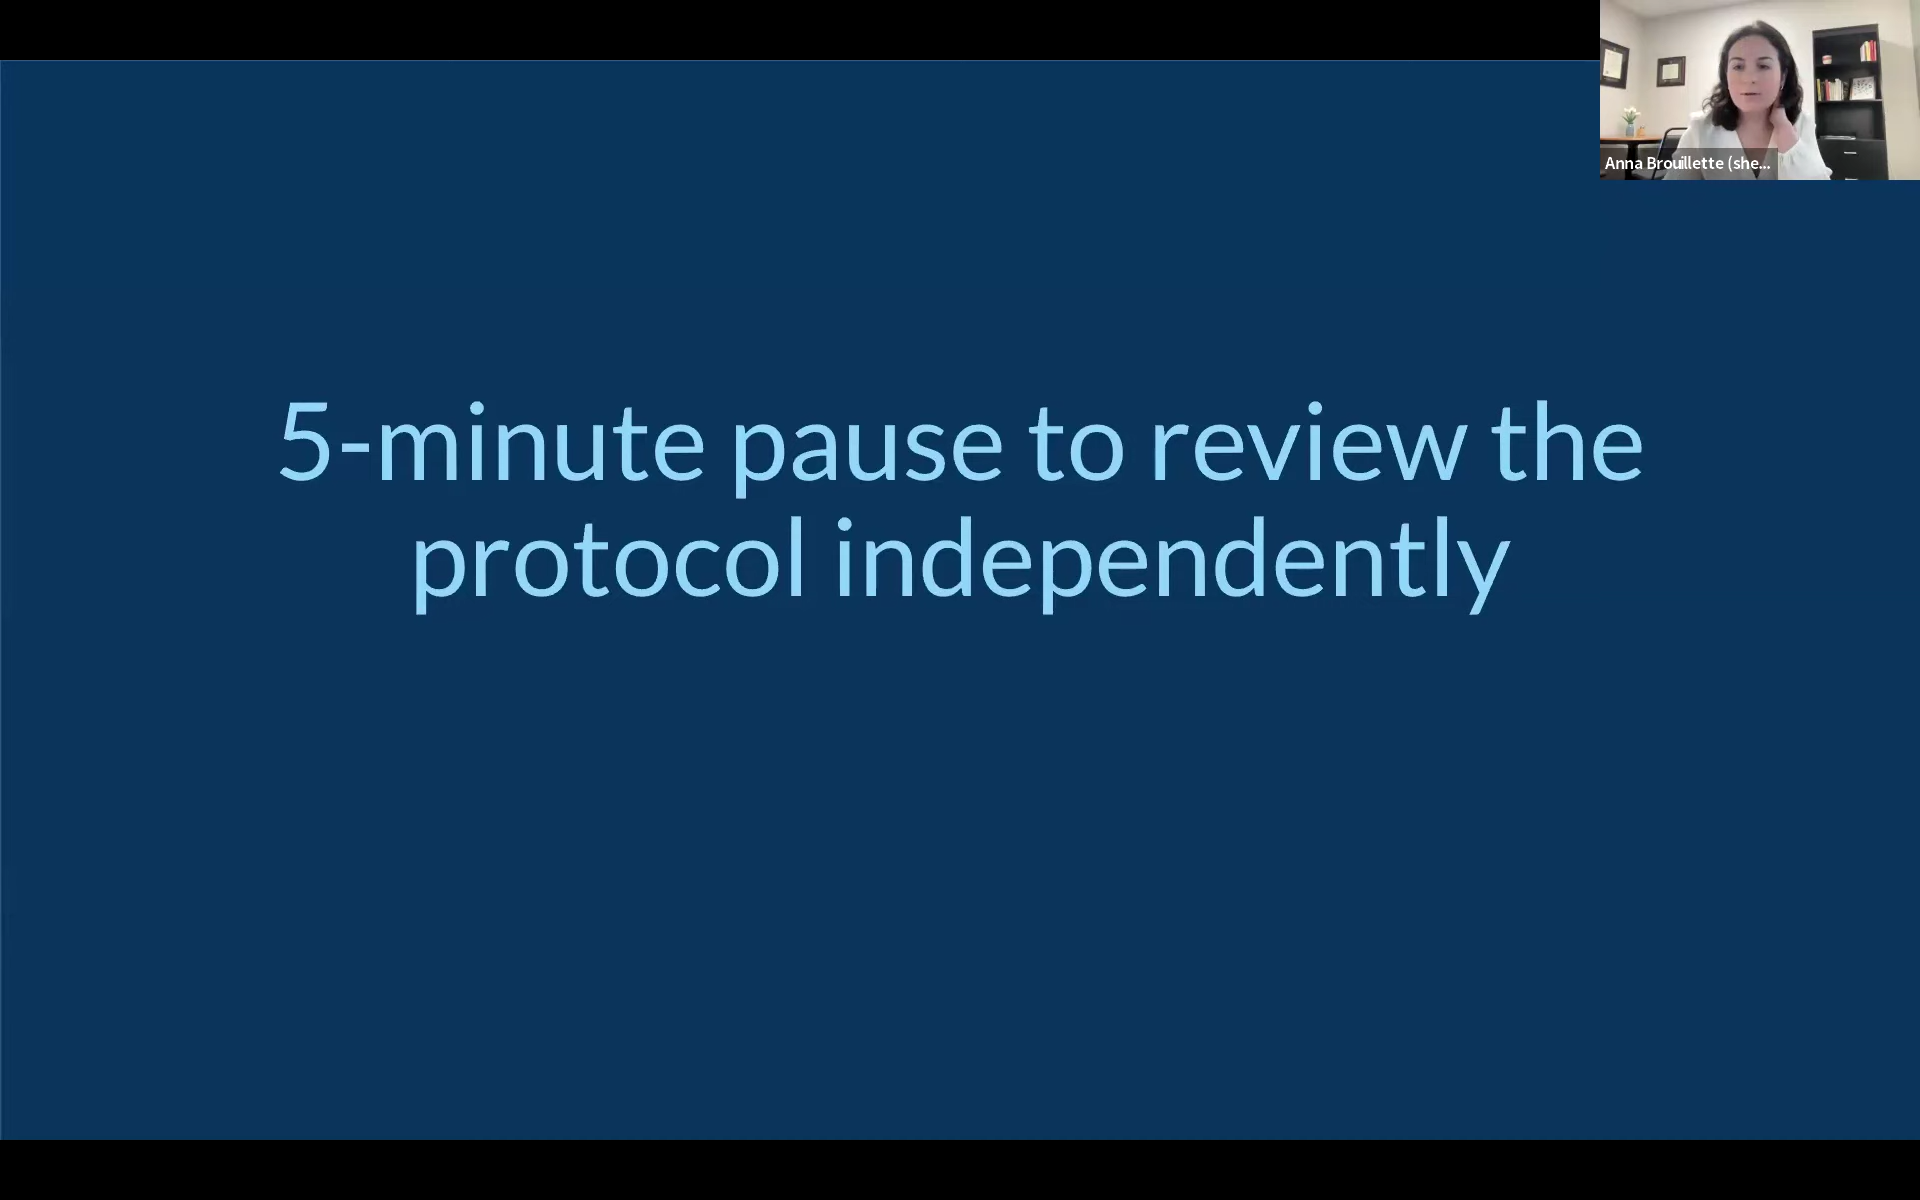 Anna Brouillette (she...
5-minute pause to review the
protocol independently